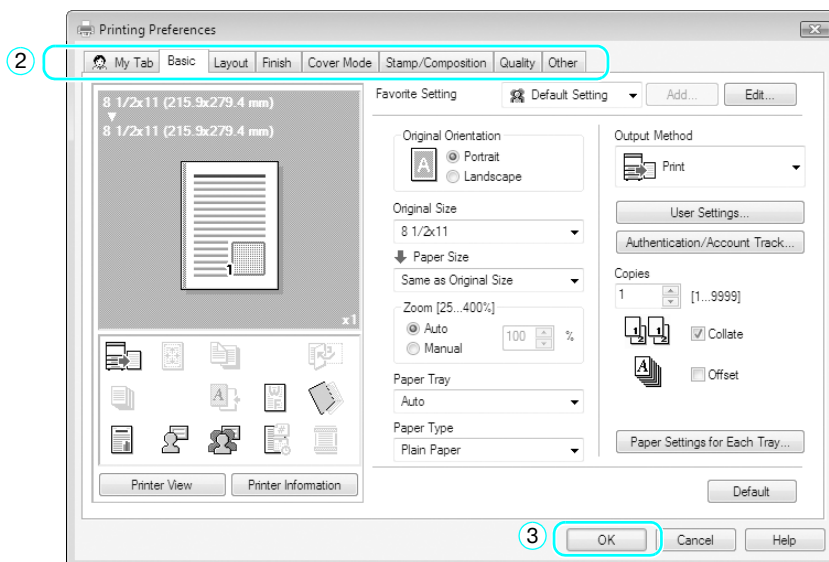 Printing Preferences
2
My Tab Basic Layout Finish Cover Mode Stamp/Composition Quality Other
8 1/2x11 (215.9x279.4 mm)
8 1/2x11 (215.9x279.4 mm)
1
x1
Printer View Printer Information
Favorite Setting Default Setting Add... Edit...
Original Orientation
A Portrait
Landscape
Original Size
8 1/2x11
Paper Size
Same as Original Size
Zoom [25...400%]
Auto
Manual
100 %
Paper Tray
Auto
Paper Type
Plain Paper
Output Method
Print
User Settings...
Authentication/Account Track...
Copies
1 [1...9999]
Collate
Offset
Paper Settings for Each Tray...
Default
3 OK Cancel Help